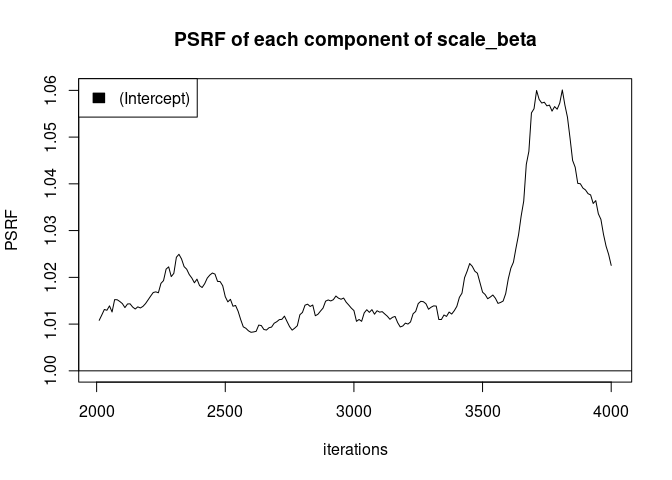 PSRF of each component of scale_beta
(Intercept)
PSRF
1.06
1.05
1.04
1.03
1.02
1.01
1.00
2000 2500 3000 3500 4000
iterations